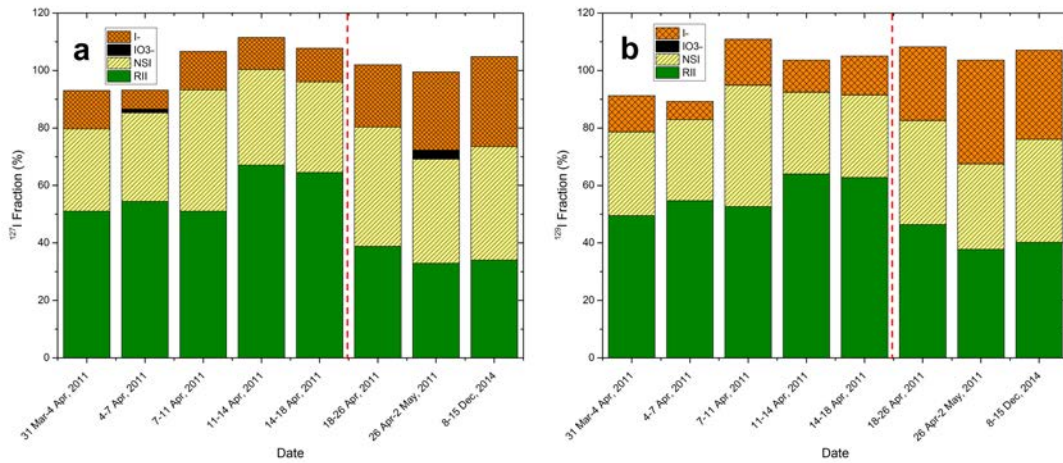 a
I-
IO3-
NSI
RII
120
100
80
60
40
20
0
127I Fraction (%)
31 Mar-4 Apr, 2011
4-7 Apr, 2011
7-11 Apr, 2011
11-14 Apr, 2011
14-18 Apr, 2011
18-26 Apr, 2011
26 Apr-2 May, 2011
8-15 Dec, 2014
Date
b
I-
IO3-
NSI
RII
120
100
80
60
40
20
0
129I Fraction (%)
31 Mar-4 Apr, 2011
4-7 Apr, 2011
7-11 Apr, 2011
11-14 Apr, 2011
14-18 Apr, 2011
18-26 Apr, 2011
26 Apr-2 May, 2011
8-15 Dec, 2014
Date